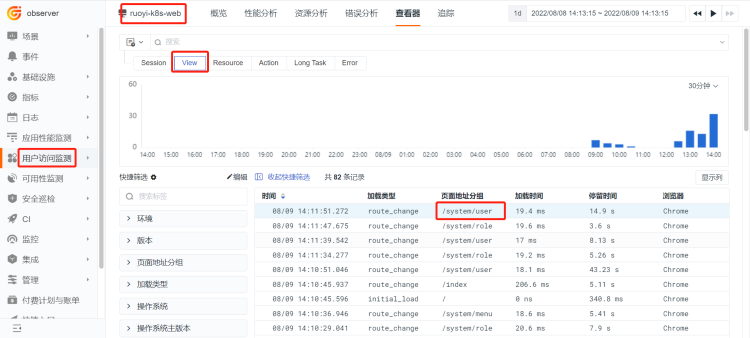 observer
场景
事件
基础设施
指标
日志
应用性能监测
用户访问监测
可用性监测
安全巡检
CI
监控
集成
管理
付费计划与账单
ruoyi-k8s-web
概览
性能分析
资源分析
错误分析
查看器
追踪
1d 2022/08/08 14:13:15 ~ 2022/08/09 14:13:15
搜索
Session View Resource Action Long Task Error
30分钟
60
30
0
14:00 15:00 16:00 17:00 18:00 19:00 20:00 21:00 22:00 23:00 08/09 01:00 02:00 03:00 04:00 05:00 06:00 07:00 08:00 09:00 10:00 11:00 12:00 13:00 14:00
快捷筛选 编辑
收起快捷筛选 共 82 条记录 显示列
搜索标签
环境
版本
页面地址分组
加载类型
操作系统
操作系统主版本
时间 加载类型 页面地址分组 加载时间 停留时间 浏览器
08/09 14:11:51.272 route_change /system/user 19.4 ms 14.9 s Chrome
08/09 14:11:47.675 route_change /system/role 19.6 ms 3.6 s Chrome
08/09 14:11:39.542 route_change /system/user 17 ms 8.13 s Chrome
08/09 14:11:34.277 route_change /system/role 19.2 ms 5.26 s Chrome
08/09 14:10:51.046 route_change /system/user 18.1 ms 43.23 s Chrome
08/09 14:10:45.937 route_change /index 206.6 ms 5.11 s Chrome
08/09 14:10:45.596 initial_load / 0 ns 340.8 ms Chrome
08/09 14:10:36.946 route_change /system/menu 18.6 ms 5.41 s Chrome
08/09 14:10:29.041 route_change /system/role 20.6 ms 7.9 s Chrome